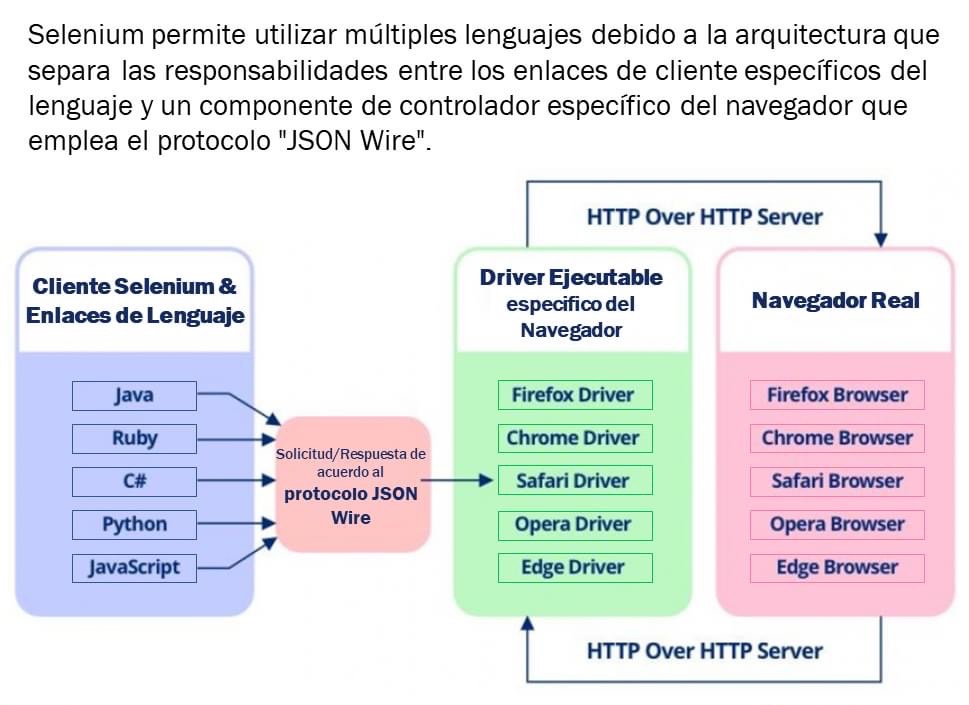 Selenium permite utilizar múltiples lenguajes debido a la arquitectura que
separa las responsabilidades entre los enlaces de cliente específicos del
lenguaje y un componente de controlador específico del navegador que
emplea el protocolo "JSON Wire".
HTTP Over HTTP Server
Cliente Selenium &
Enlaces de Lenguaje
Java
Ruby
C#
Python
JavaScript
Solicitud/Respuesta de
acuerdo al
protocolo JSON
Wire
Driver Ejecutable
especifico del
Navegador
Firefox Driver
Chrome Driver
Safari Driver
Opera Driver
Edge Driver
Navegador Real
Firefox Browser
Chrome Browser
Safari Browser
Opera Browser
Edge Browser
HTTP Over HTTP Server